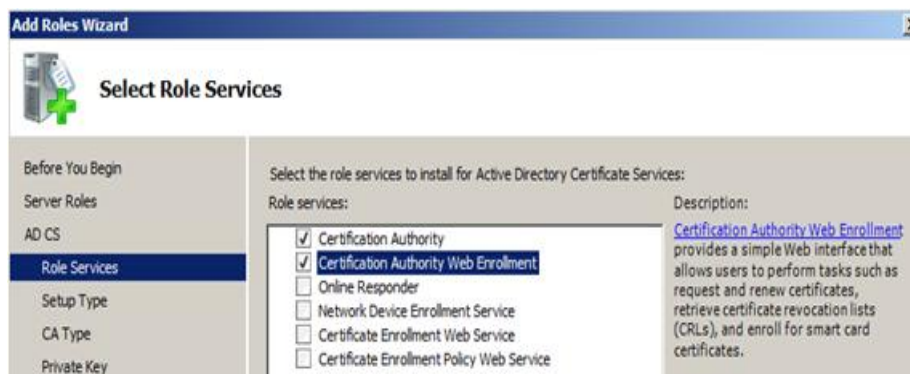 Add Roles Wizard
Select Role Services
Before You Begin
Server Roles
AD CS
Role Services
Setup Type
CA Type
Private Key
Select the role services to install for Active Directory Certificate Services:
Role services:
Certification Authority
Certification Authority Web Enrollment
Online Responder
Network Device Enrollment Service
Certificate Enrollment Web Service
Certificate Enrollment Policy Web Service
Description:
Certification Authority Web Enrollment
provides a simple Web interface that
allows users to perform tasks such as
request and renew certificates,
retrieve certificate revocation lists
(CRLs), and enroll for smart card
certificates.